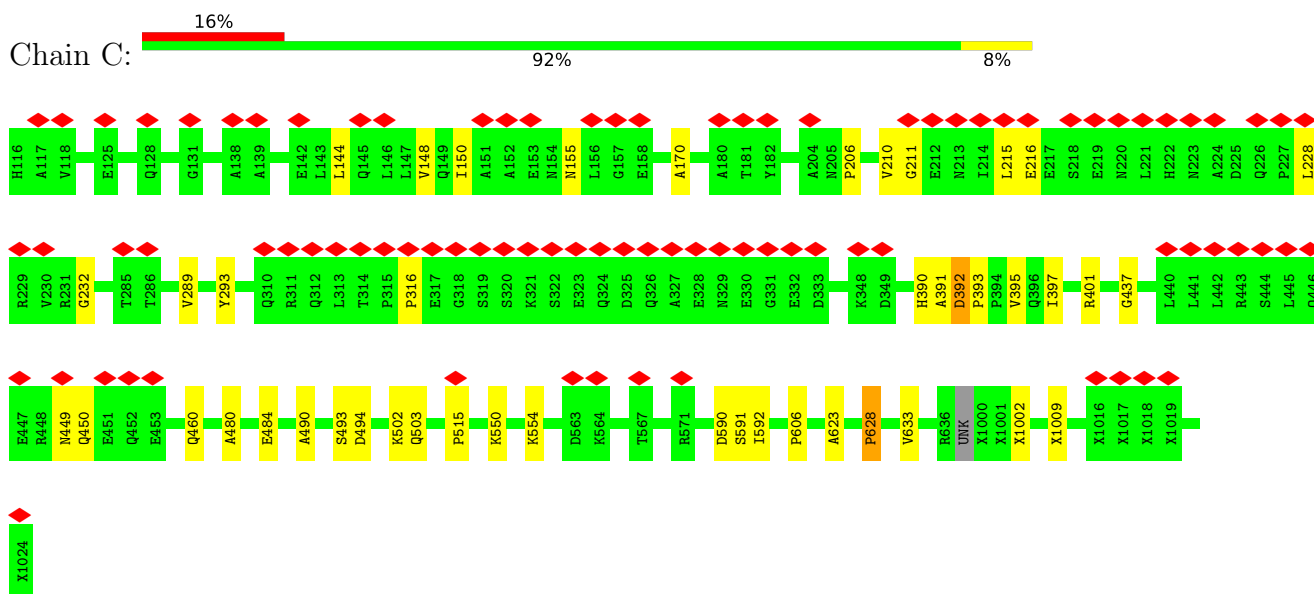 16%
Chain C:
92% 8%
H116 A117 V118 E125 Q128 G131 A138 A139 E142 L143 L144 Q145 L146 L147 V148 Q149 I150 A151 A152 E153 N154 N155 L156 G157 E158 A170 A180 T181 Y182 A204 N205 P206 V210 G211 E212 N213 I214 L215 E216 E217 S218 E219 N220 L221 H222 N223 A224 D225 Q226 P227 L228
R229 V230 R231 G232 T285 T286 V289 Y293 Q310 R311 Q312 L313 T314 P315 P316 E317 G318 S319 S320 K321 S322 E323 Q324 D325 Q326 A327 E328 N329 E330 G331 E332 D333 K348 D349 H390 A391 D392 P393 P394 V395 Q396 I397 R401 G437 L440 L441 L442 R443 S444 L445 Q446
E447 R448 N449 Q450 E451 Q452 E453 Q460 A480 E484 A490 S493 D494 K502 Q503 P515 K550 K554 D563 K564 T567 R571 D590 S591 I592 P606 A623 P628 V633 R636 UNK X1000 X1001 X1002 X1009 X1016 X1017 X1018 X1019
X1024